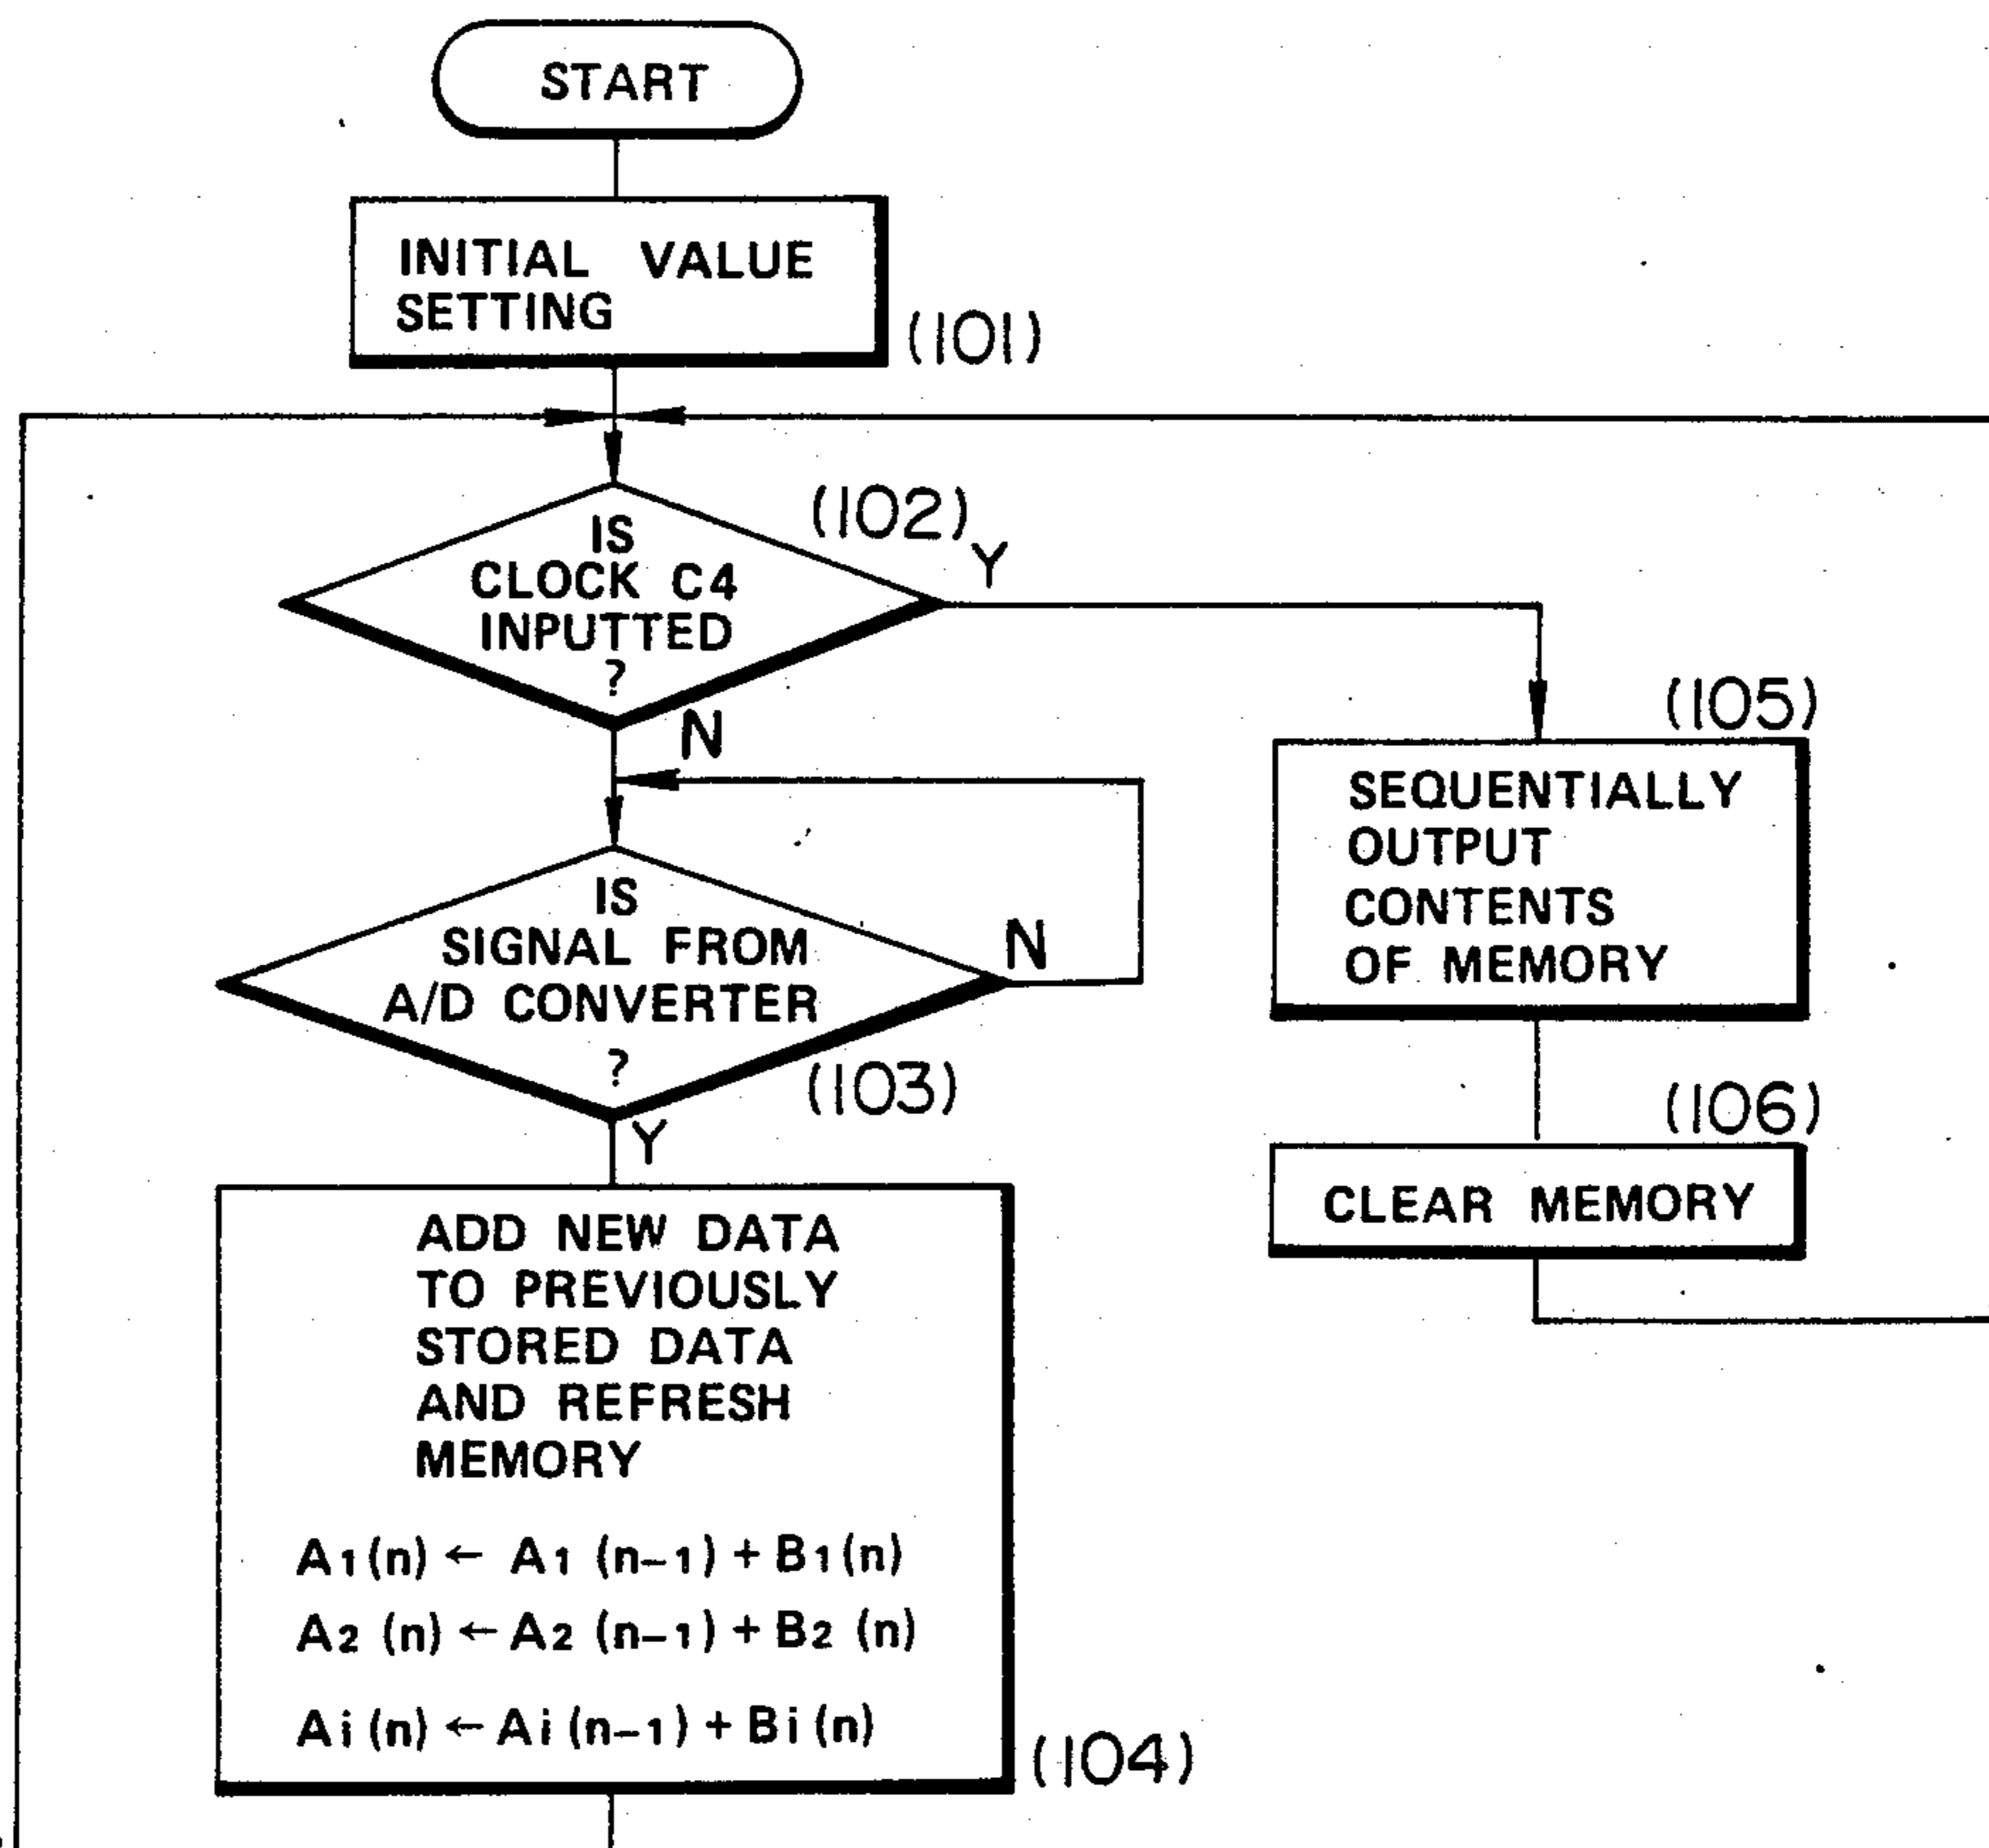 START
INITIAL VALUE
SETTING
(101)
(102)
IS
CLOCK C4
INPUTTED
?
Y
N
IS
SIGNAL FROM
A/D CONVERTER
?
N
(103)
Y
ADD NEW DATA
TO PREVIOUSLY
STORED DATA
AND REFRESH
MEMORY
A1(n) ← A1 (n-1) + B1(n)
A2 (n) ← A2 (n-1) + B2 (n)
Ai (n) ← Ai (n-1) + Bi (n)
(104)
(105)
SEQUENTIALLY
OUTPUT
CONTENTS
OF MEMORY
(106)
CLEAR MEMORY